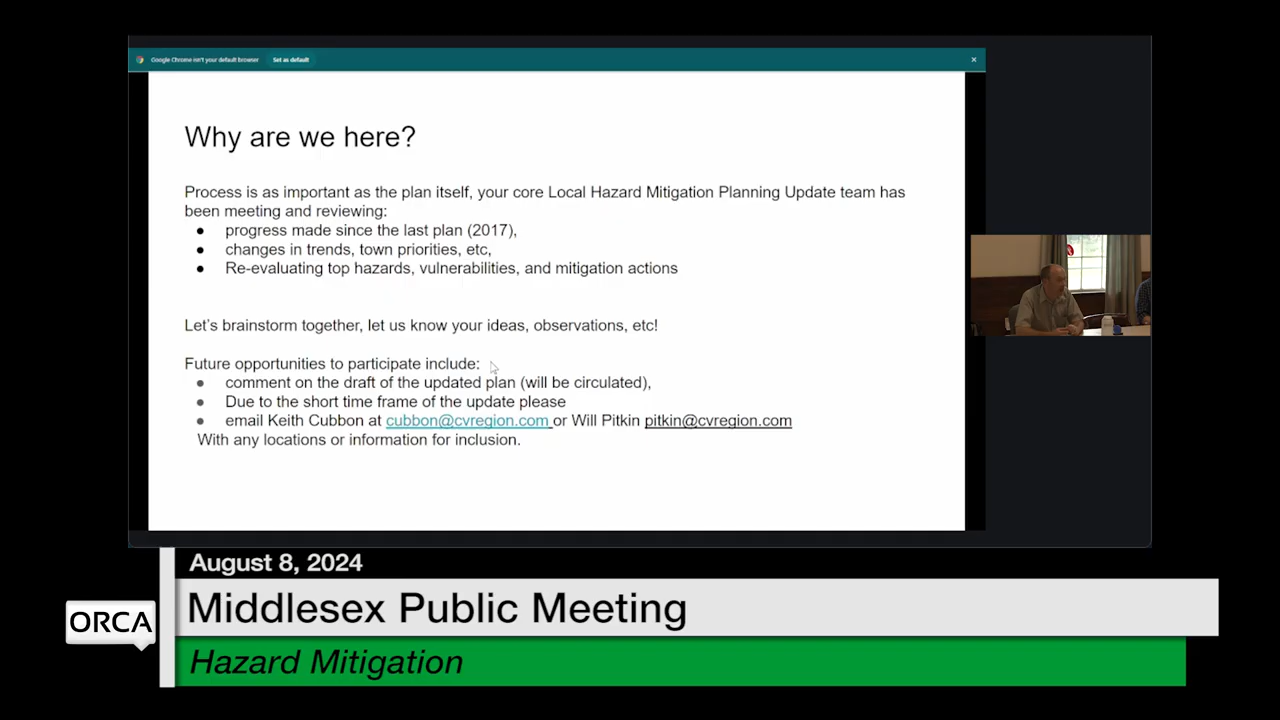 Google Chrome isn't your default browser Set as default
Why are we here?
Process is as important as the plan itself, your core Local Hazard Mitigation Planning Update team has
been meeting and reviewing:
● progress made since the last plan (2017),
● changes in trends, town priorities, etc,
● Re-evaluating top hazards, vulnerabilities, and mitigation actions
Let's brainstorm together, let us know your ideas, observations, etc!
Future opportunities to participate include:
● comment on the draft of the updated plan (will be circulated),
● Due to the short time frame of the update please
● email Keith Cubbon at cubbon@cvregion.com or Will Pitkin pitkin@cvregion.com
With any locations or information for inclusion.
August 8, 2024
ORCA
Middlesex Public Meeting
Hazard Mitigation